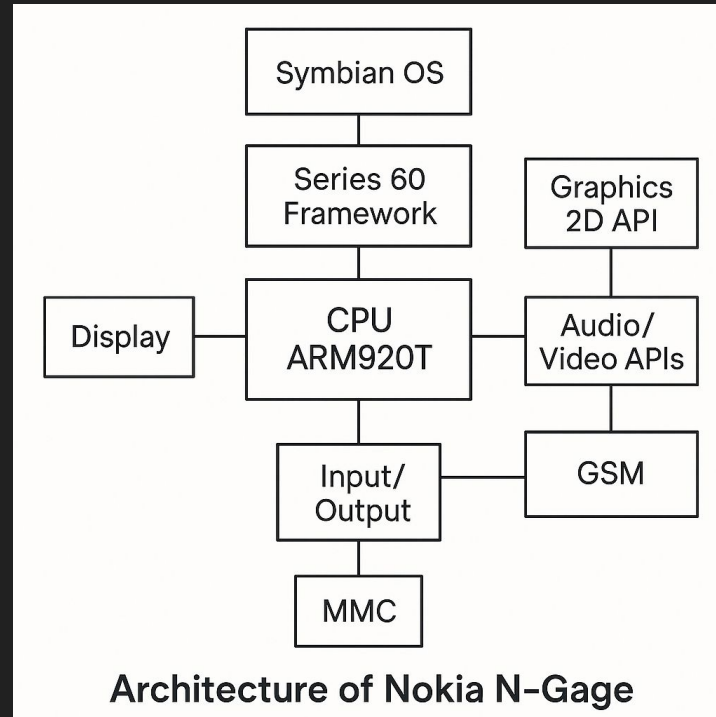 Symbian OS
Series 60
Framework
Graphics
2D API
Display
CPU
ARM920T
Audio/
Video APIs
Input/
Output
GSM
MMC
Architecture of Nokia N-Gage